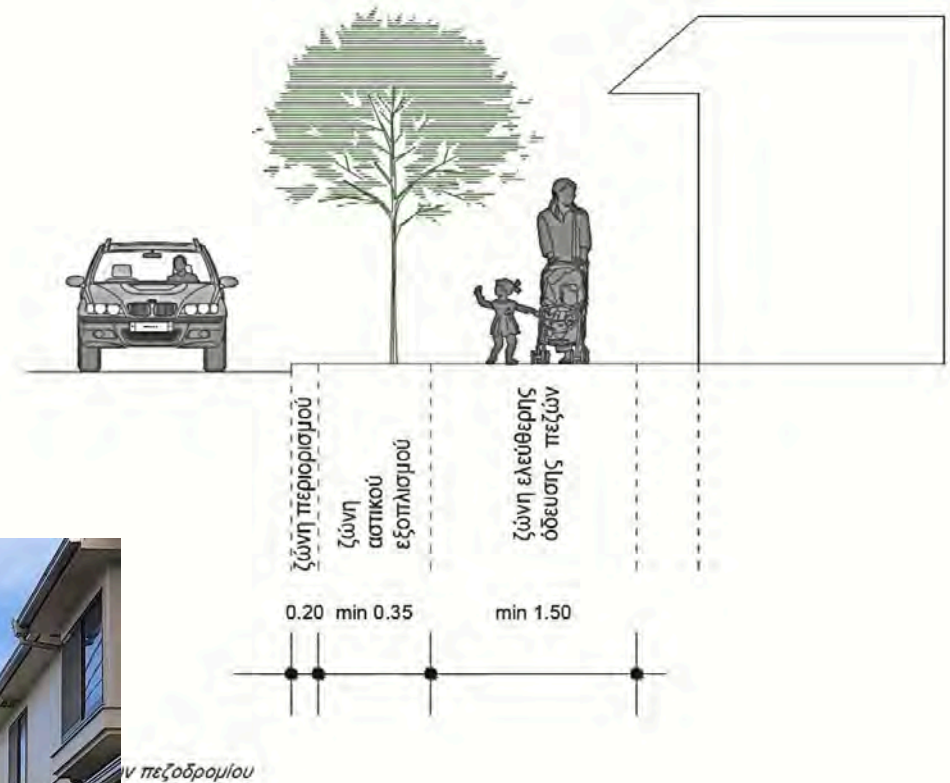 ζώνη περιορισμού
ζώνη
αστικού
εξοπλισμού
ζώνη ελεύθερης
όδευσης πεζών
0.20 min 0.35 min 1.50
πεζοδρομίου